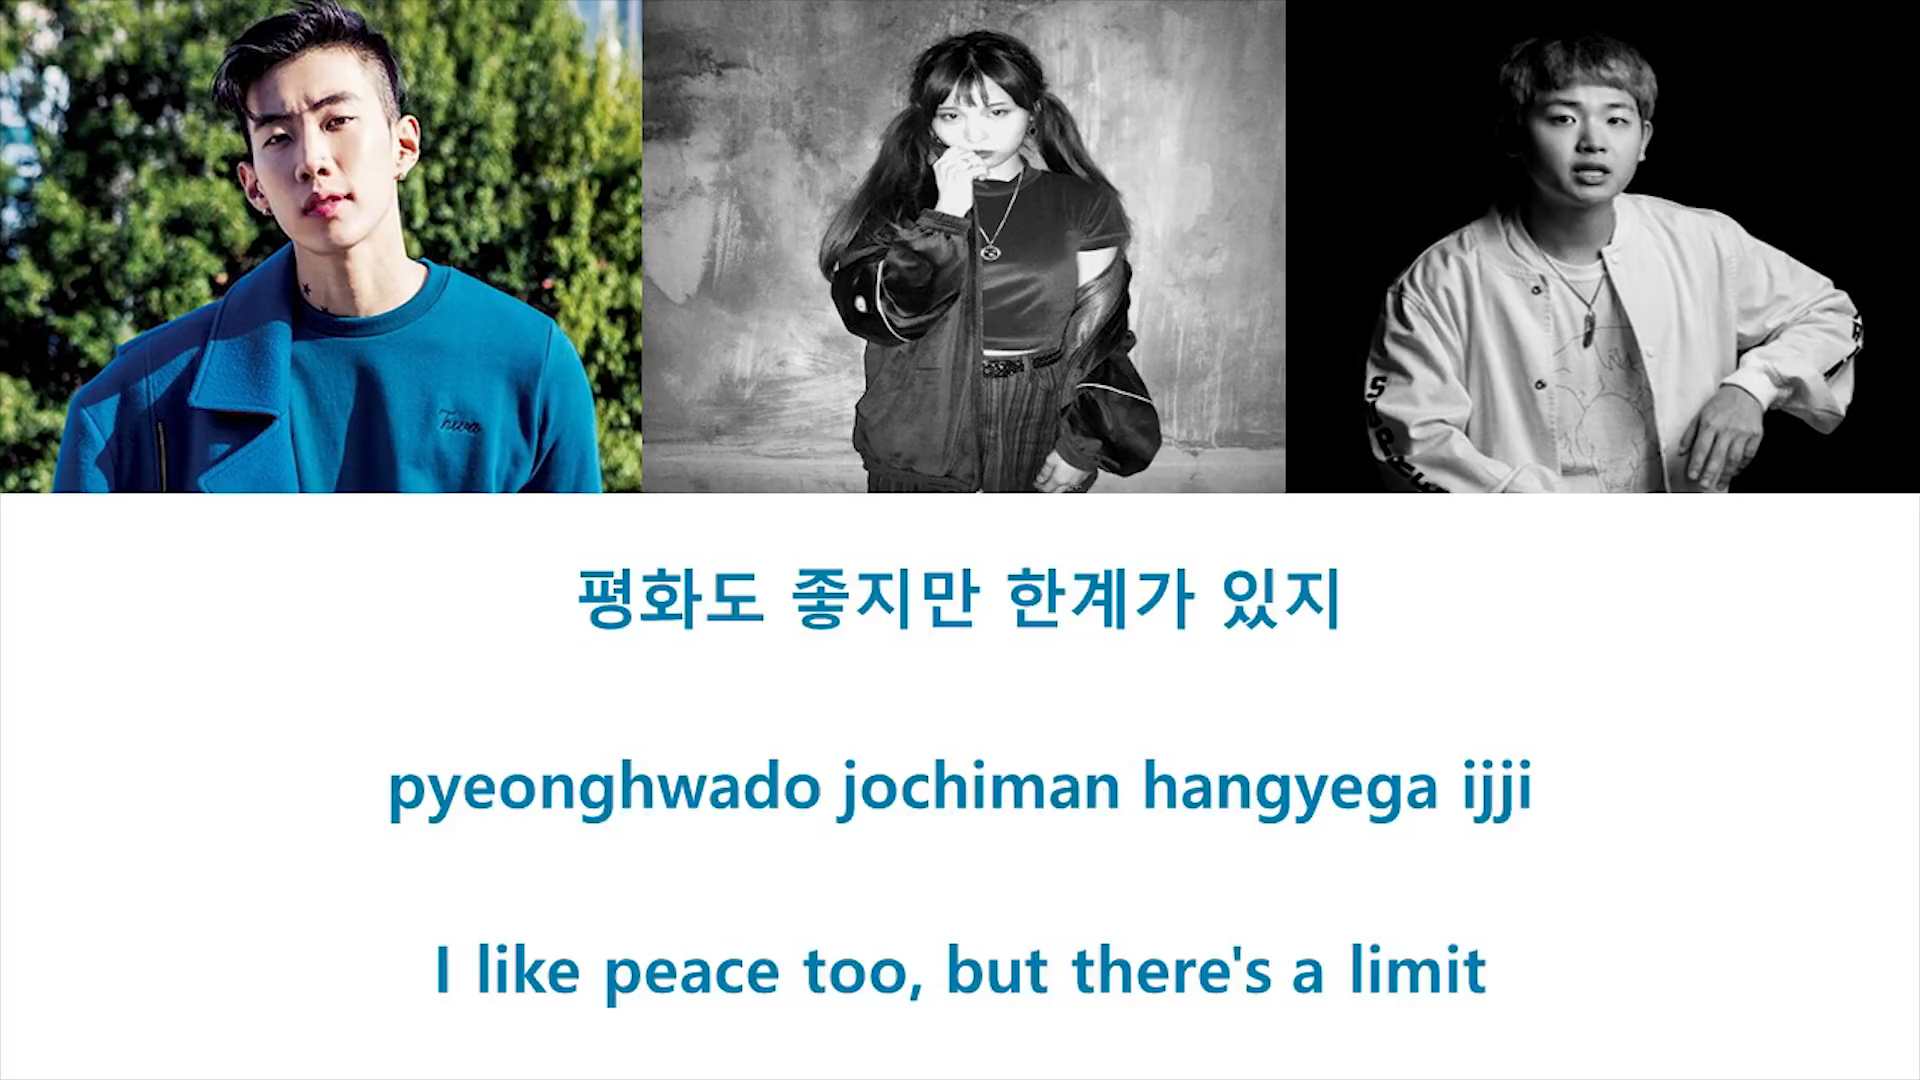 평화도 좋지만 한계가 있지
pyeonghwado jochiman hangyega ijji
I like peace too, but there's a limit